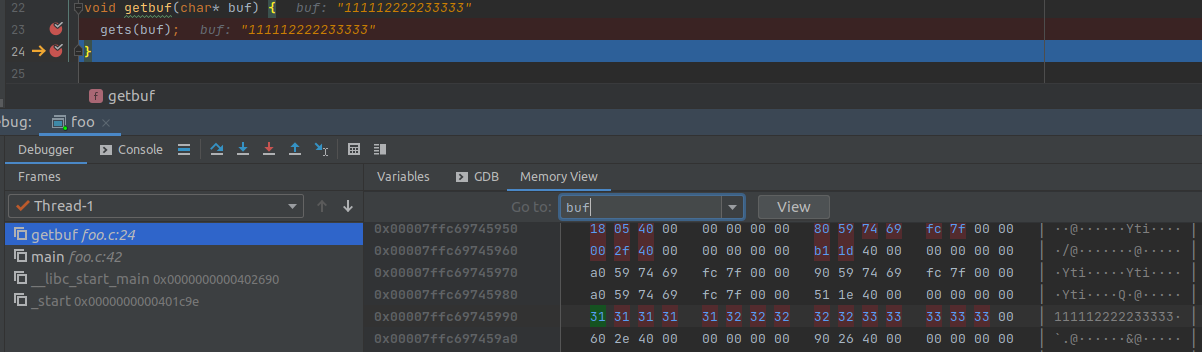 22 void getbuf(char* buf) { buf: "111112222233333"
23 gets(buf); buf: "111112222233333"
24 }
25
f getbuf
ebug: foo ×
Debugger Console
Frames Variables GDB Memory View
Thread-1 Go to: buf View
getbuf foo.c:24
main foo.c:42
__libc_start_main 0x0000000000402690
_start 0x0000000000401c9e
0x00007ffc69745950 18 05 40 00 00 00 00 00 80 59 74 69 fc 7f 00 00 | ··@······Yti···· |
0x00007ffc69745960 00 2f 40 00 00 00 00 00 b1 1d 40 00 00 00 00 00 | ·/@·······@····· |
0x00007ffc69745970 a0 59 74 69 fc 7f 00 00 90 59 74 69 fc 7f 00 00 | ·Yti·····Yti···· |
0x00007ffc69745980 a0 59 74 69 fc 7f 00 00 51 1e 40 00 00 00 00 00 | ·Yti····Q·@····· |
0x00007ffc69745990 31 31 31 31 31 32 32 32 32 32 33 33 33 33 33 00 | 111112222233333· |
0x00007ffc697459a0 60 2e 40 00 00 00 00 00 90 26 40 00 00 00 00 00 | `.@······&@····· |